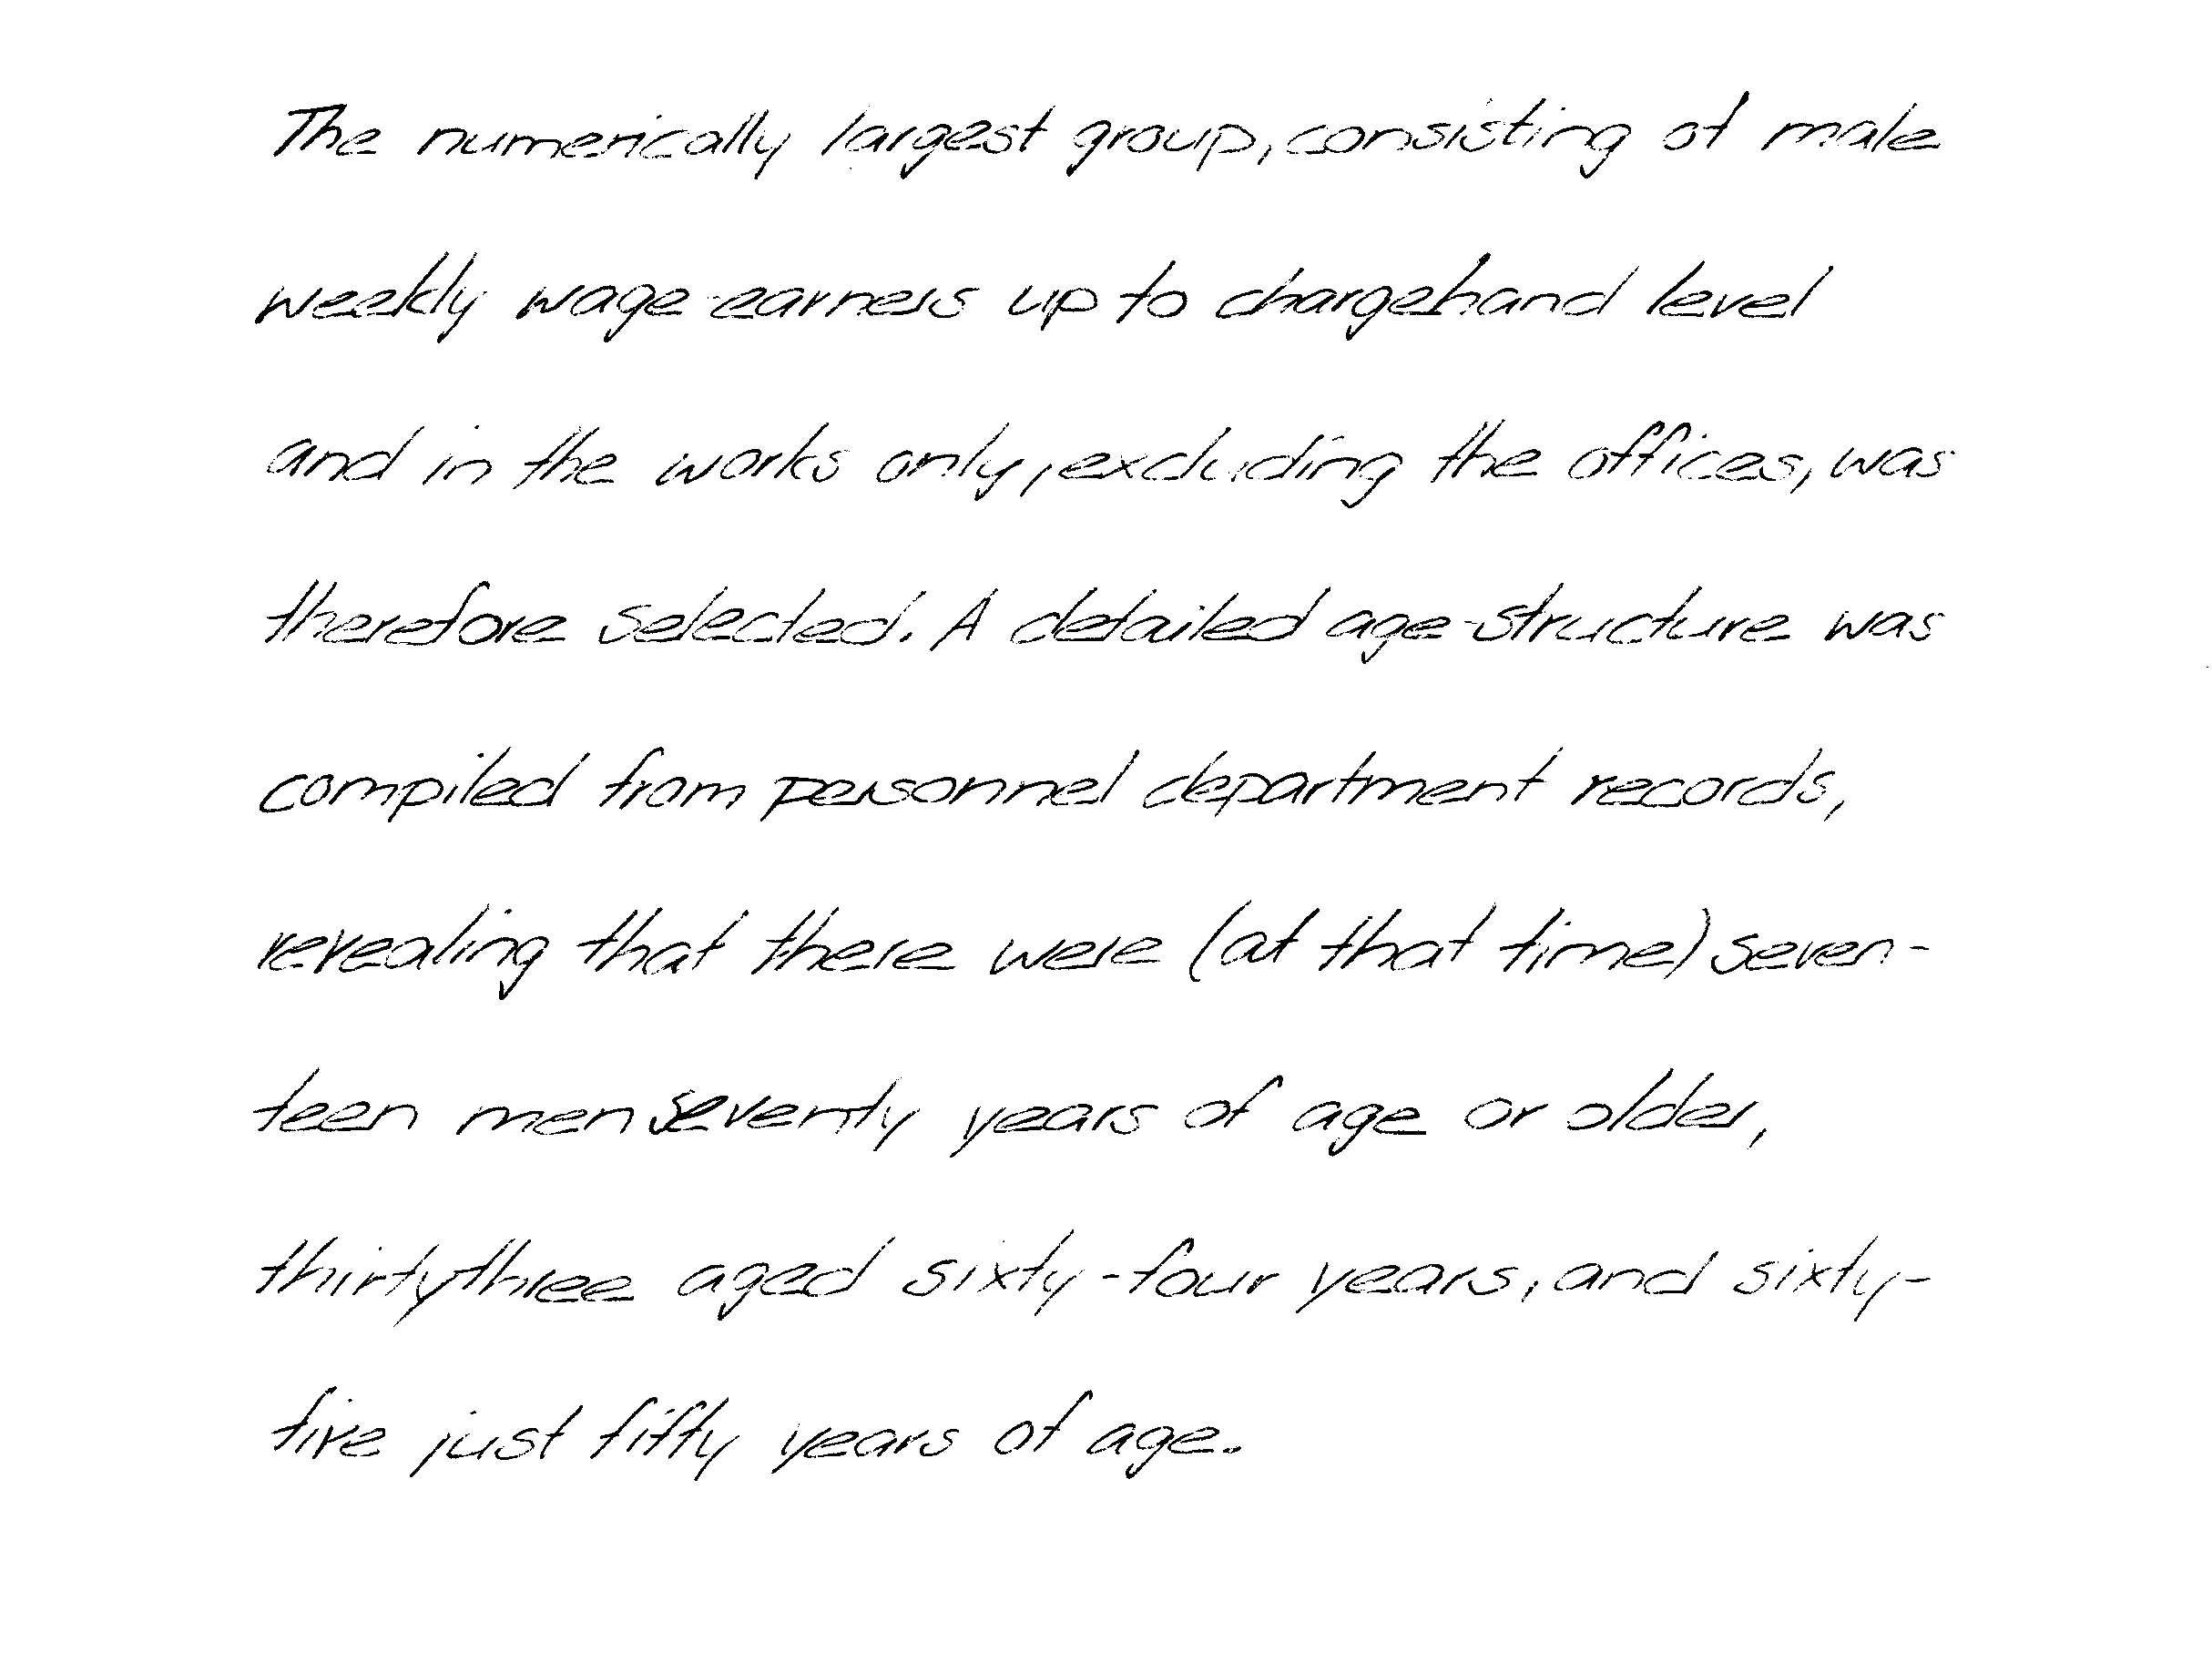 The numerically largest group, consisting of male
weekly wage-earners up to chargehand level
and in the works only, excluding the offices, was
therefore selected. A detailed age-structure was
compiled from personnel department records,
revealing that there were (at that time) seven-
teen men seventy years of age or older,
thirtythree aged sixty-four years, and sixty-
five just fifty years of age.